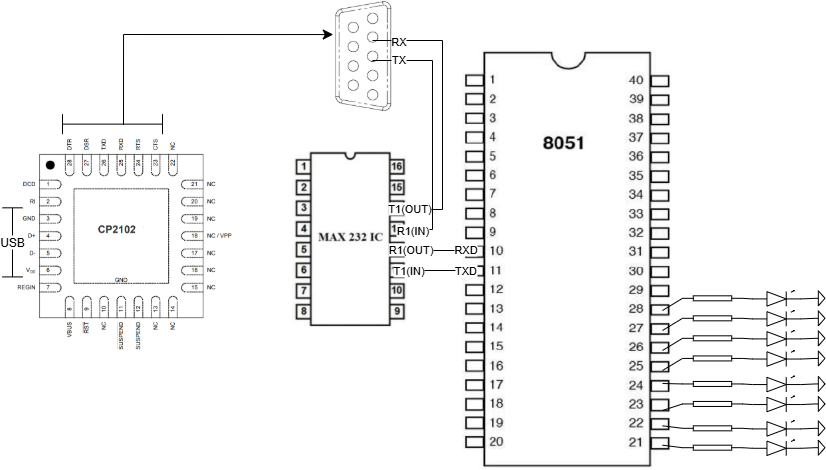 RX
TX
DTR
DSR
TXD
RXD
RTS
CTS
NC
28
27
26
25
24
23
22
DCD 1
RI 2
GND 3
D+ 4
D- 5
VDD 6
REGIN 7
USB
CP2102
GND
21 NC
20 NC
19 NC
18 NC / VPP
17 NC
16 NC
15 NC
8
9
10
11
12
13
14
VBUS
RST
NC
SUSPEND
SUSPEND
NC
NC
MAX 232 IC
1
2
3
4
5
6
7
8
16
15
T1(OUT)
1
R1(IN)
R1(OUT)
RXD
T1(IN)
TXD
10
9
8051
1
2
3
4
5
6
7
8
9
10
11
12
13
14
15
16
17
18
19
20
40
39
38
37
36
35
34
33
32
31
30
29
28
27
26
25
24
23
22
21